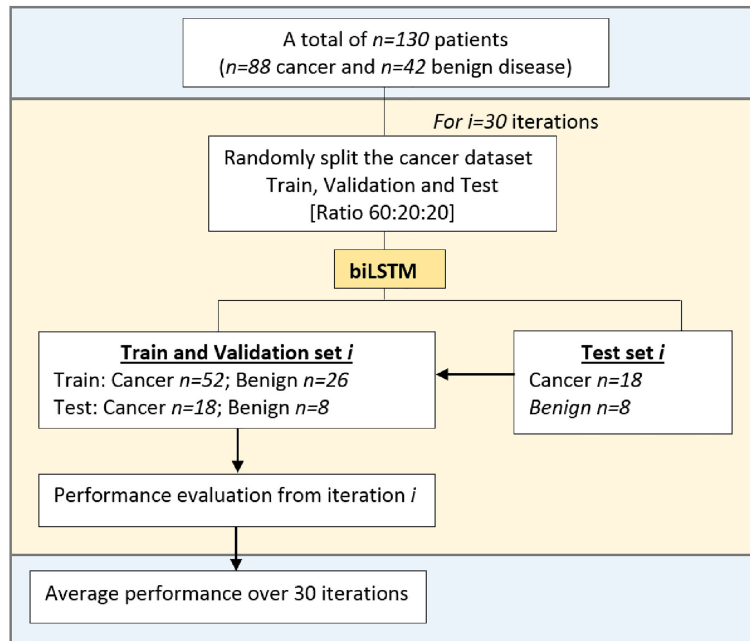 A total of n=130 patients
(n=88 cancer and n=42 benign disease)
For i=30 iterations
Randomly split the cancer dataset
Train, Validation and Test
[Ratio 60:20:20]
biLSTM
Train and Validation set i
Train: Cancer n=52; Benign n=26
Test: Cancer n=18; Benign n=8
Test set i
Cancer n=18
Benign n=8
Performance evaluation from iteration i
Average performance over 30 iterations